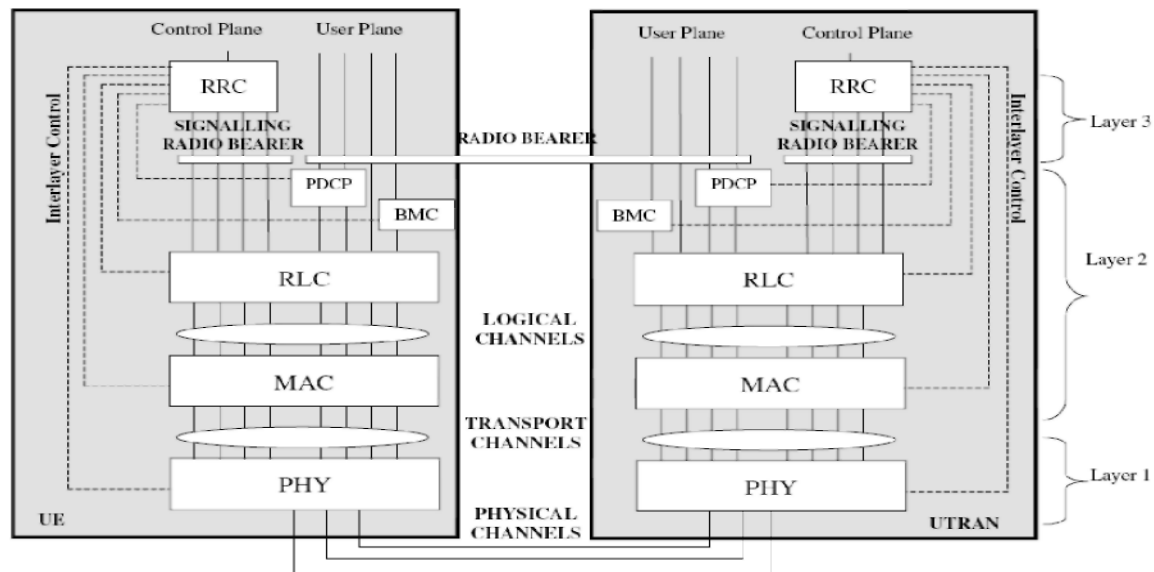 Control Plane
User Plane
RRC
SIGNALLING
RADIO BEARER
Interlayer Control
PDCP
BMC
RLC
MAC
PHY
UE
RADIO BEARER
LOGICAL
CHANNELS
TRANSPORT
CHANNELS
PHYSICAL
CHANNELS
User Plane
Control Plane
RRC
SIGNALLING
RADIO BEARER
Interlayer Control
PDCP
BMC
RLC
MAC
PHY
UTRAN
Layer 3
Layer 2
Layer 1